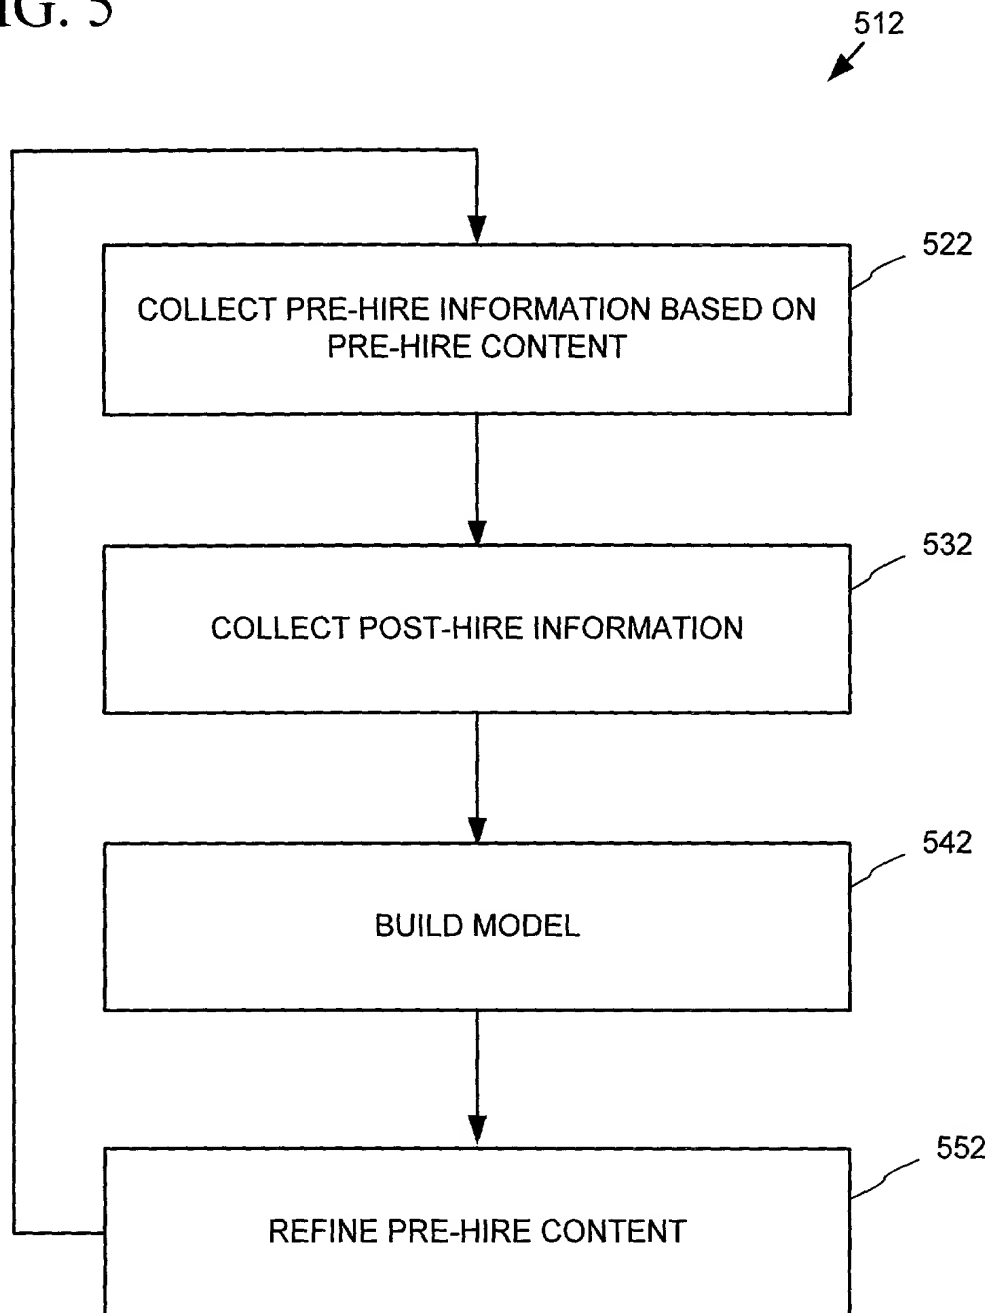 IG. 5
512
522
COLLECT PRE-HIRE INFORMATION BASED ON
PRE-HIRE CONTENT
532
COLLECT POST-HIRE INFORMATION
542
BUILD MODEL
552
REFINE PRE-HIRE CONTENT